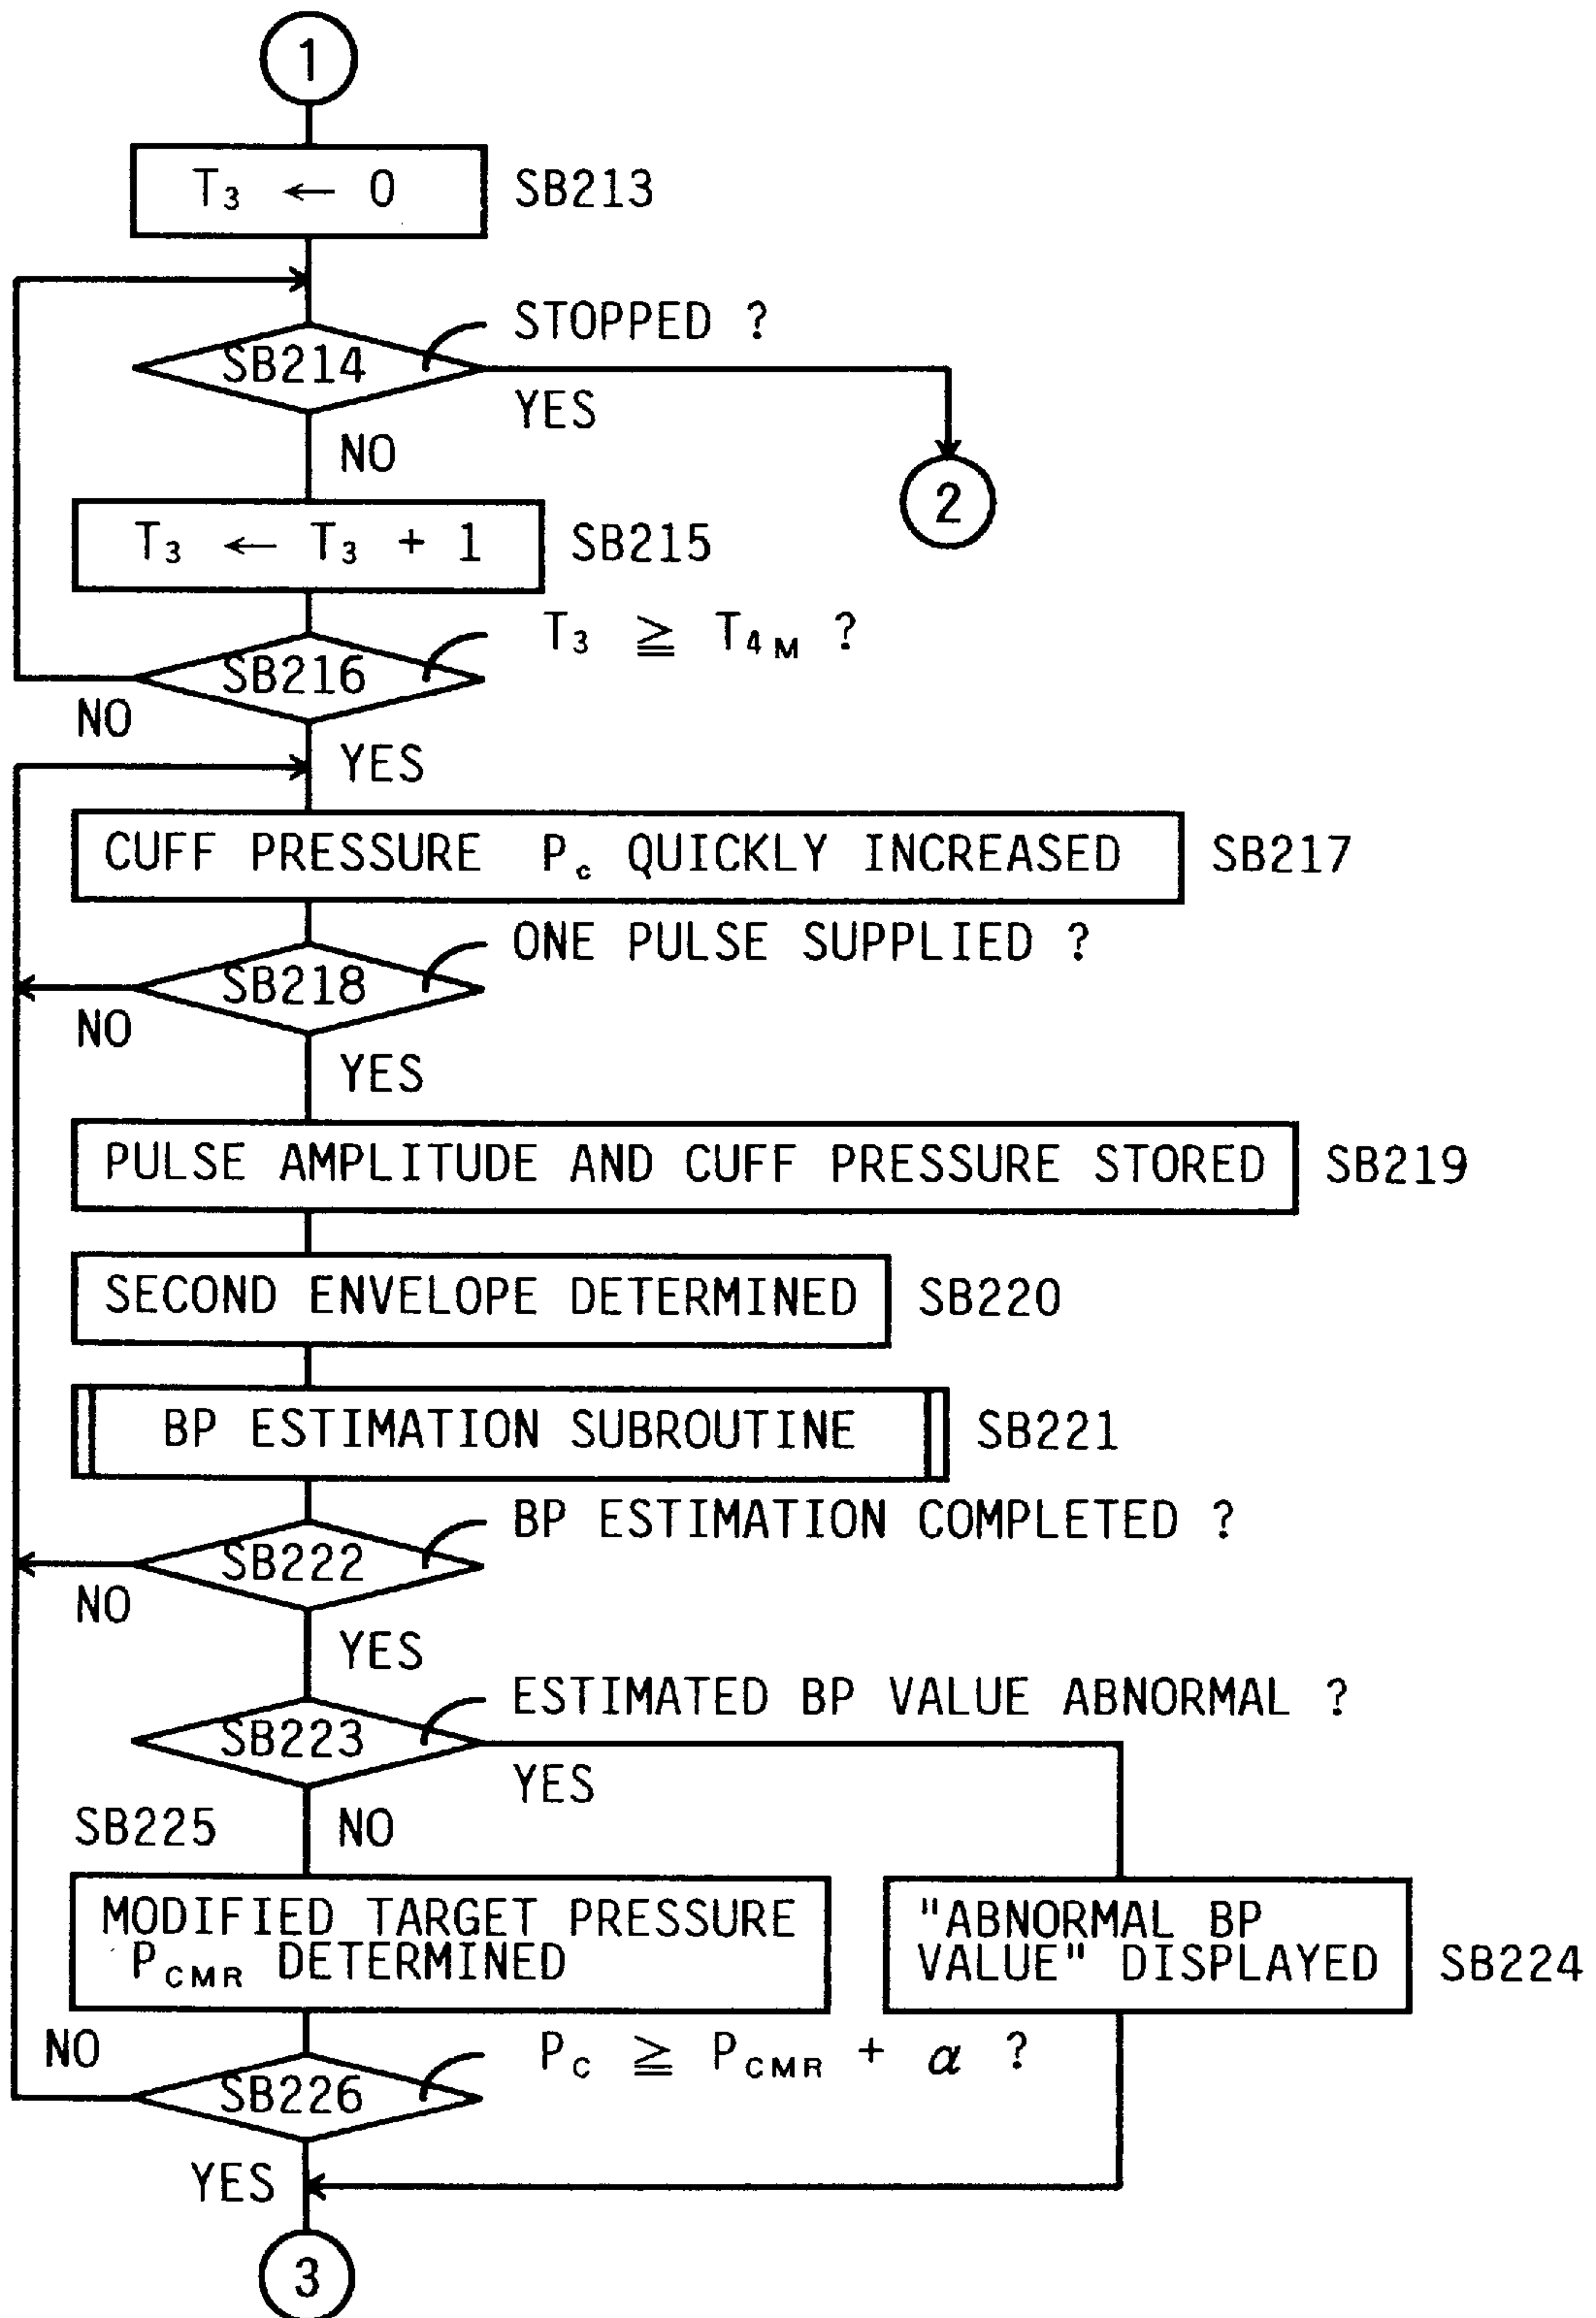 1
T₃ ← 0 SB213
STOPPED ?
SB214
YES
NO
2
T₃ ← T₃ + 1 SB215
T₃ ≧ T₄M ?
SB216
NO
YES
CUFF PRESSURE Pc QUICKLY INCREASED SB217
ONE PULSE SUPPLIED ?
SB218
NO
YES
PULSE AMPLITUDE AND CUFF PRESSURE STORED SB219
SECOND ENVELOPE DETERMINED SB220
BP ESTIMATION SUBROUTINE SB221
BP ESTIMATION COMPLETED ?
SB222
NO
YES
ESTIMATED BP VALUE ABNORMAL ?
SB223
YES
SB225 NO
MODIFIED TARGET PRESSURE
PCMR DETERMINED
"ABNORMAL BP
VALUE" DISPLAYED SB224
NO
PC ≧ PCMR + α ?
SB226
YES
3